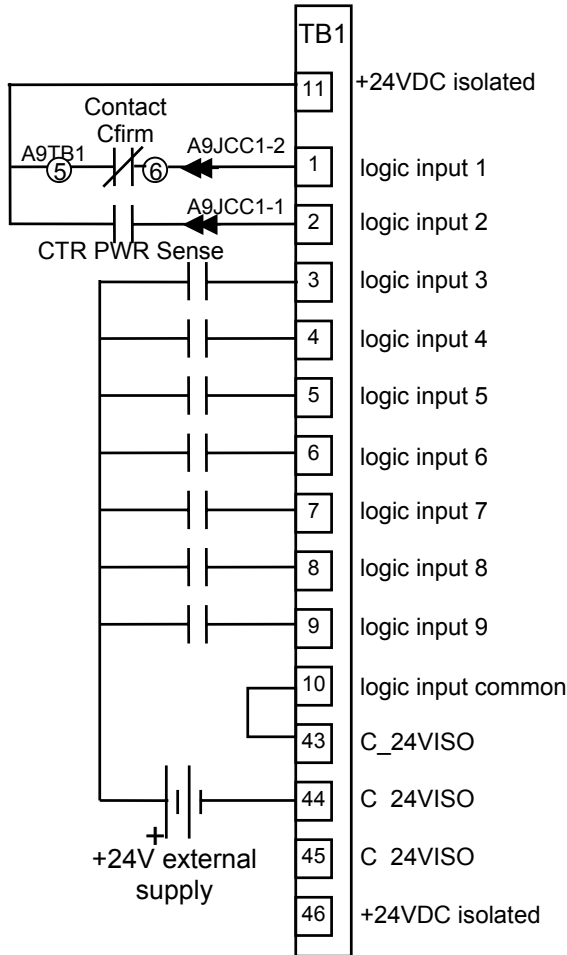 TB1
11
+24VDC isolated
Contact
Cfirm
A9TB1
5
6
A9JCC1-2
1
logic input 1
A9JCC1-1
2
logic input 2
CTR PWR Sense
3
logic input 3
4
logic input 4
5
logic input 5
6
logic input 6
7
logic input 7
8
logic input 8
9
logic input 9
10
logic input common
43
C_24VISO
44
C 24VISO
+
+24V external
supply
45
C 24VISO
46
+24VDC isolated